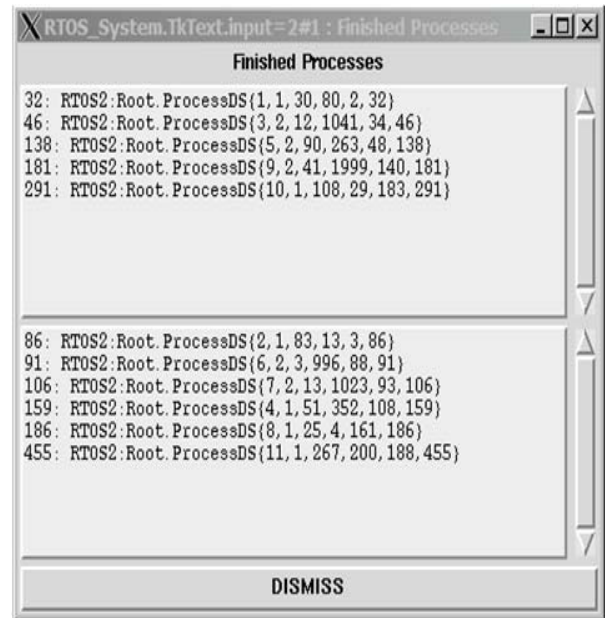 RTOS_System.TkText.input=2#1 : Finished Processes
Finished Processes
32: RTOS2:Root.ProcessDS{1,1,30,80,2,32}
46: RTOS2:Root.ProcessDS{3,2,12,1041,34,46}
138: RTOS2:Root.ProcessDS{5,2,90,263,48,138}
181: RTOS2:Root.ProcessDS{9,2,41,1999,140,181}
291: RTOS2:Root.ProcessDS{10,1,108,29,183,291}
86: RTOS2:Root.ProcessDS{2,1,83,13,3,86}
91: RTOS2:Root.ProcessDS{6,2,3,996,88,91}
106: RTOS2:Root.ProcessDS{7,2,13,1023,93,106}
159: RTOS2:Root.ProcessDS{4,1,51,352,108,159}
186: RTOS2:Root.ProcessDS{8,1,25,4,161,186}
455: RTOS2:Root.ProcessDS{11,1,267,200,188,455}
DISMISS